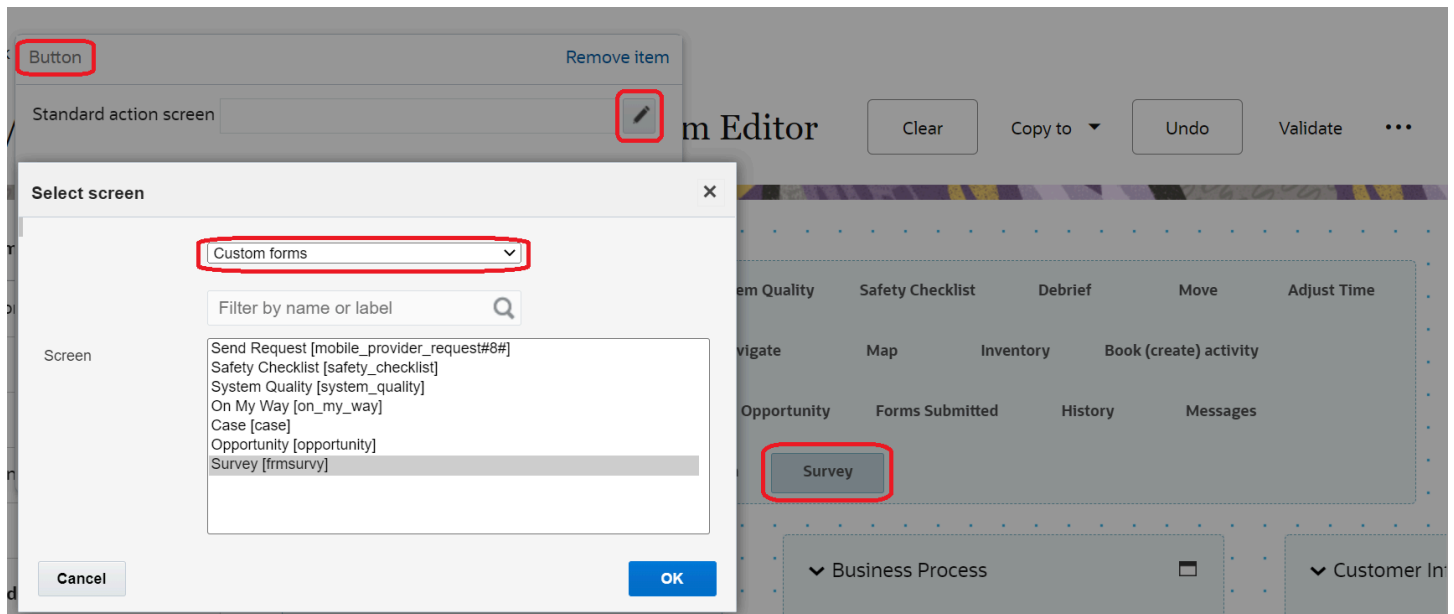 Button
Remove item
Standard action screen
m Editor
Clear
Copy to
Undo
Validate
Select screen
Custom forms
Filter by name or label
Screen
Send Request [mobile_provider_request#8#]
Safety Checklist [safety_checklist]
System Quality [system_quality]
On My Way [on_my_way]
Case [case]
Opportunity [opportunity]
Survey [frmsurvy]
Cancel
OK
em Quality
Safety Checklist
Debrief
Move
Adjust Time
vigate
Map
Inventory
Book (create) activity
Opportunity
Forms Submitted
History
Messages
Survey
Business Process
Customer In